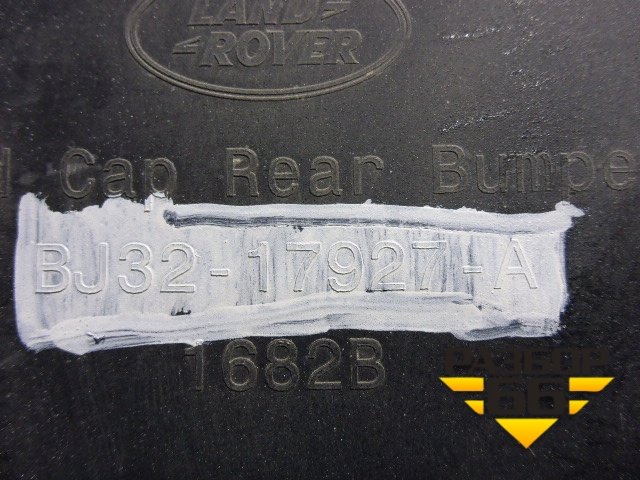 LAND
ROVER
d Cap Rear Bumpe
BJ32-17927-A
1682B
РАЗБОР
66